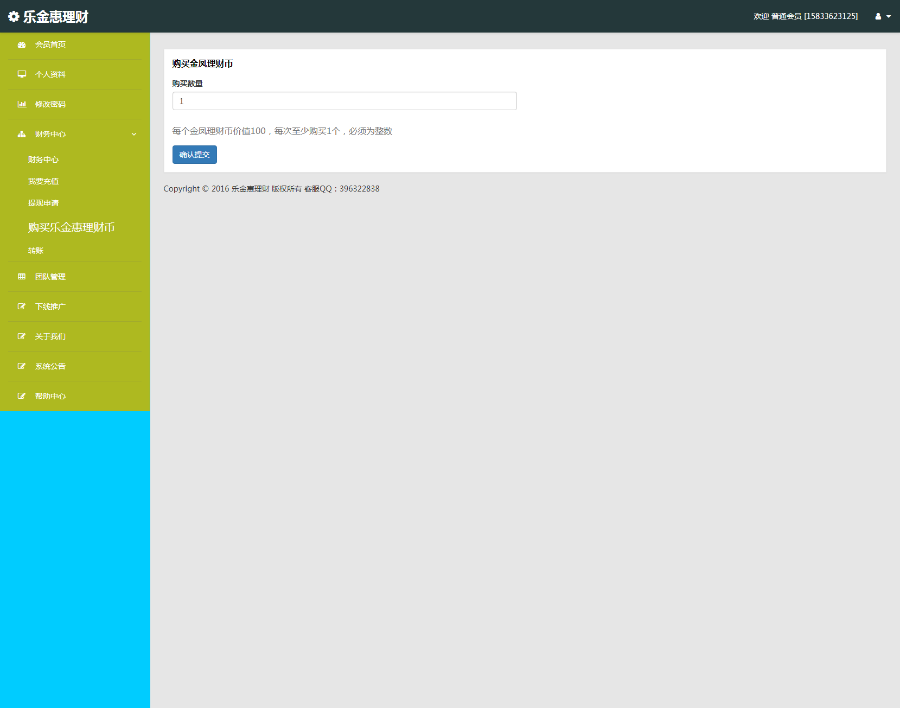 乐金惠理财
欢迎 普通会员 [15833623125]
会员首页
个人资料
修改密码
财务中心
财务中心
我要充值
提现申请
购买乐金惠理财币
转账
团队管理
下线推广
关于我们
系统公告
帮助中心
购买金凤理财币
购买数量
1
每个金凤理财币价值100，每次至少购买1个，必须为整数
确认提交
Copyright © 2016 乐金惠理财 版权所有 客服QQ：396322838